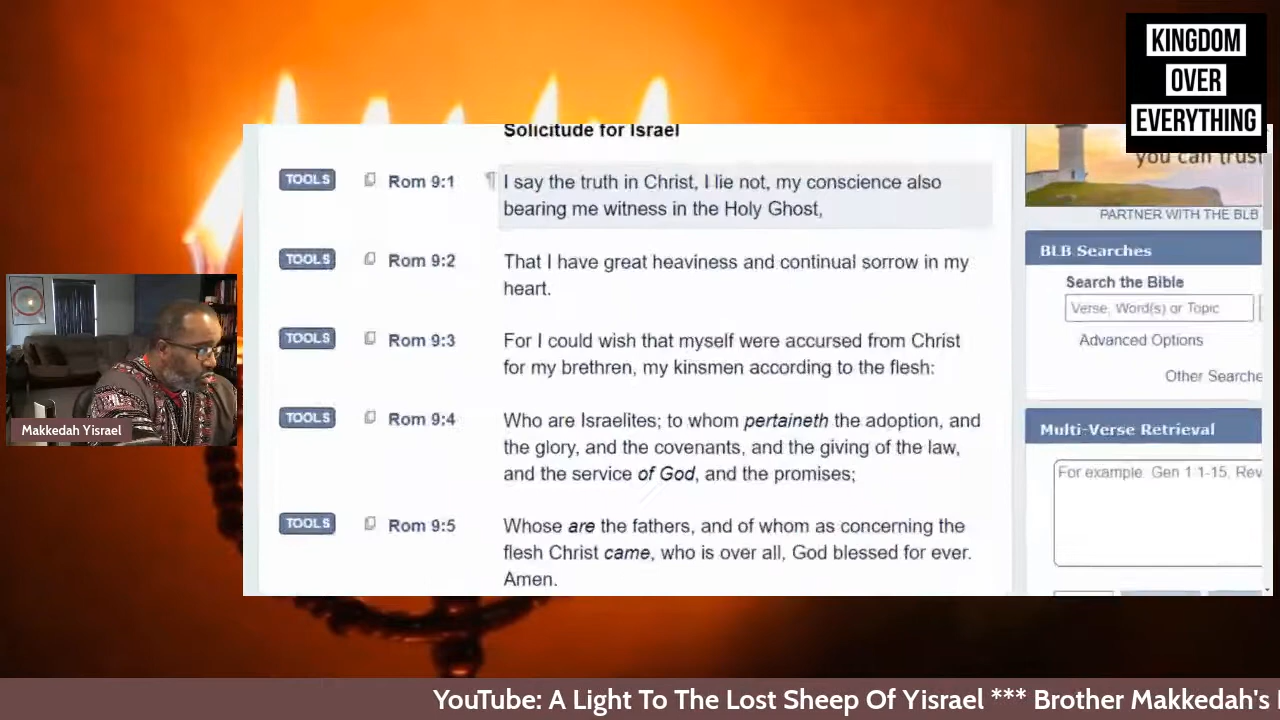 KINGDOM
OVER
EVERYTHING
Solicitude for Israel
TOOLS Rom 9:1 ¶ I say the truth in Christ, I lie not, my conscience also
bearing me witness in the Holy Ghost,
TOOLS Rom 9:2 That I have great heaviness and continual sorrow in my
heart.
TOOLS Rom 9:3 For I could wish that myself were accursed from Christ
for my brethren, my kinsmen according to the flesh:
TOOLS Rom 9:4 Who are Israelites; to whom pertaineth the adoption, and
the glory, and the covenants, and the giving of the law,
and the service of God, and the promises;
TOOLS Rom 9:5 Whose are the fathers, and of whom as concerning the
flesh Christ came, who is over all, God blessed for ever.
Amen.
you can trust
PARTNER WITH THE BLB
BLB Searches
Search the Bible
Verse, Word(s) or Topic
Advanced Options
Other Searche
Multi-Verse Retrieval
For example. Gen 1 1-15, Rev
Makkedah Yisrael
YouTube: A Light To The Lost Sheep Of Yisrael *** Brother Makkedah's